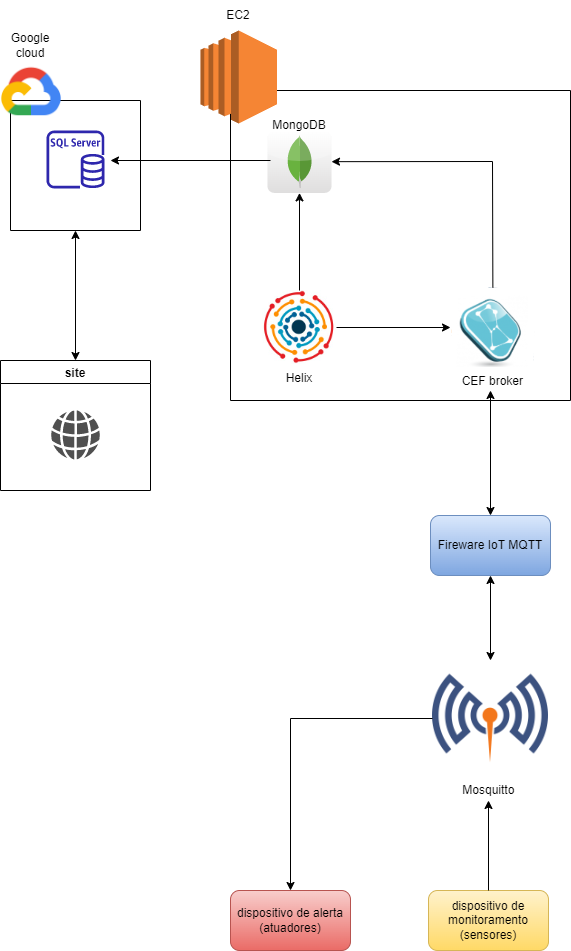 EC2
Google
cloud
MongoDB
SQL Server
Helix
CEF broker
site
Fireware IoT MQTT
Mosquitto
dispositivo de alerta
(atuadores)
dispositivo de
monitoramento
(sensores)